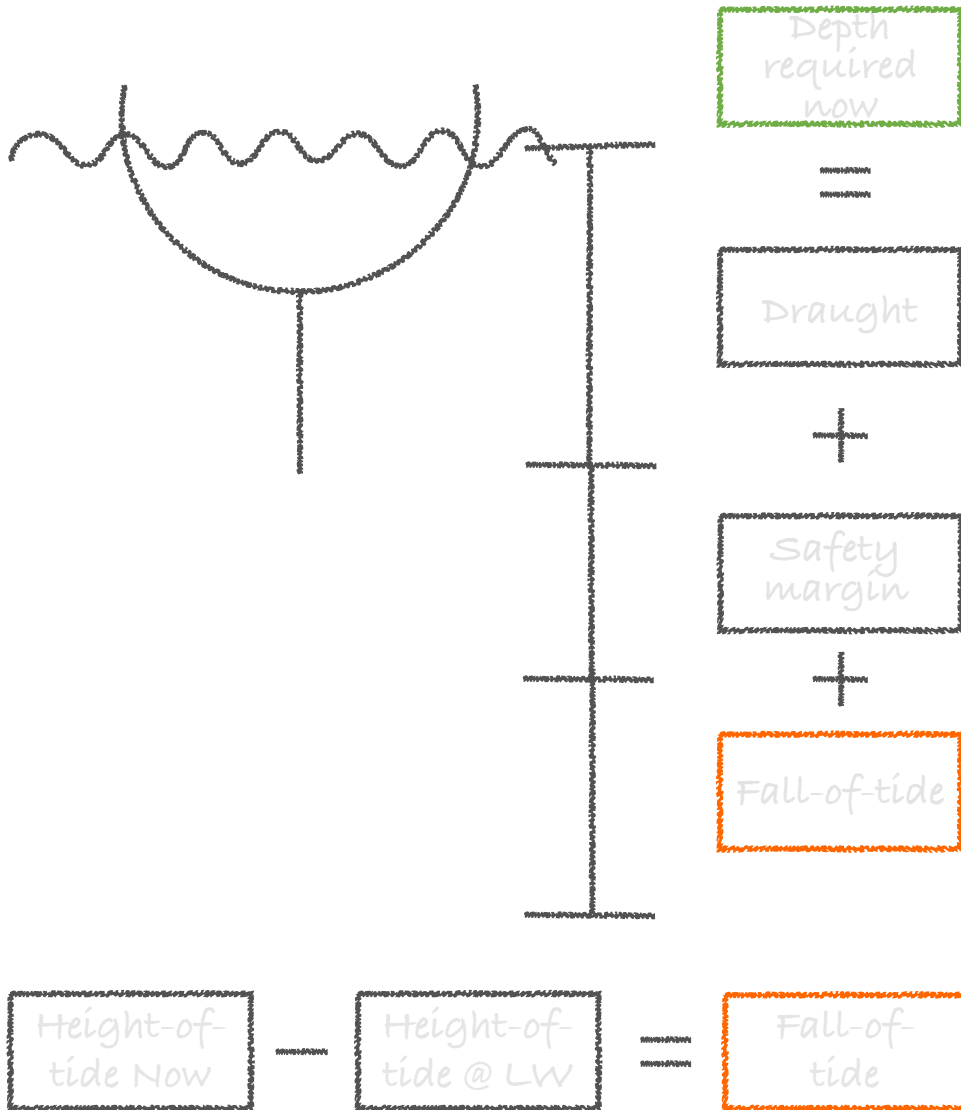 Depth
required
now
=
Draught
+
Safety
margin
+
Fall-of-tide
Height-of-
tide Now
—
Height-of-
tide @ LW
=
Fall-of-
tide